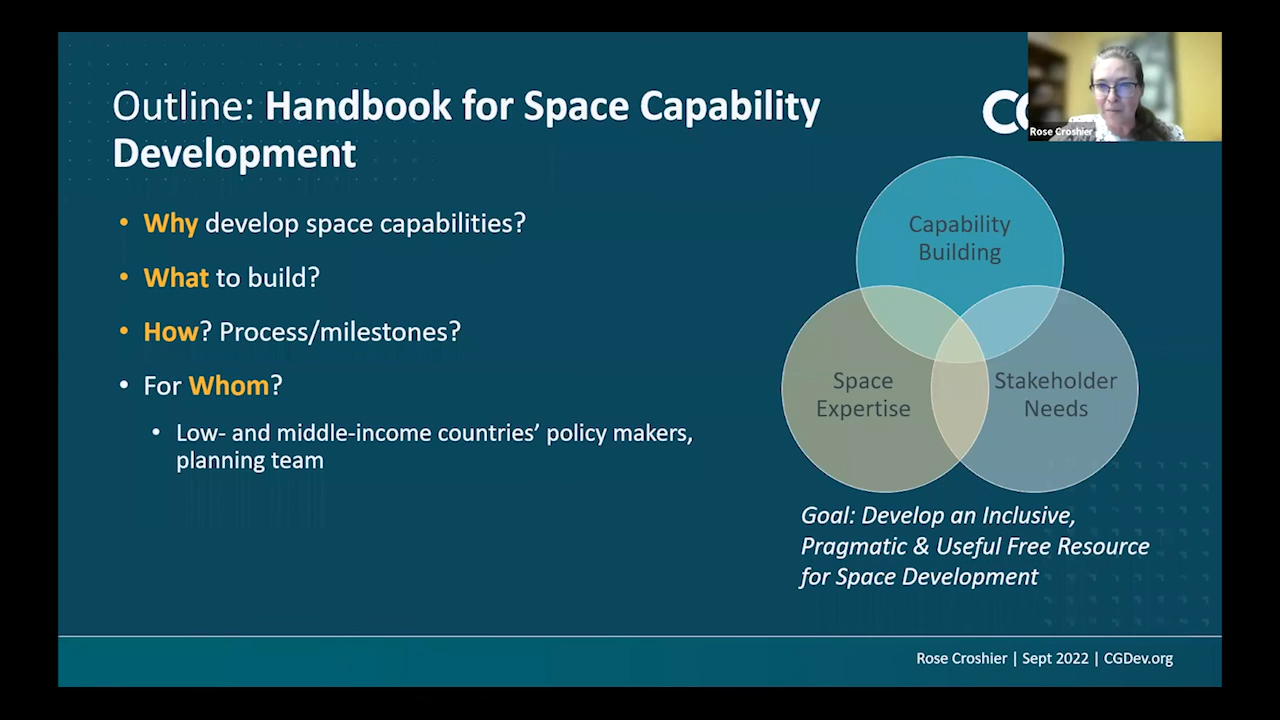 Outline: Handbook for Space Capability
Development
• Why develop space capabilities?
• What to build?
• How? Process/milestones?
• For Whom?
• Low- and middle-income countries’ policy makers,
planning team
Rose Croshier
Capability
Building
Space
Expertise
Stakeholder
Needs
Goal: Develop an Inclusive,
Pragmatic & Useful Free Resource
for Space Development
Rose Croshier | Sept 2022 | CGDev.org